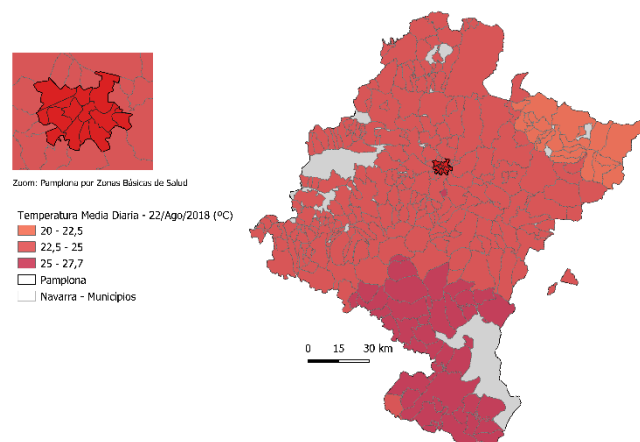 Zoom: Pamplona por Zonas Básicas de Salud
Temperatura Media Diaria - 22/Ago/2018 (ºC)
20 - 22,5
22,5 - 25
25 - 27,7
Pamplona
Navarra - Municípios
0 15 30 km